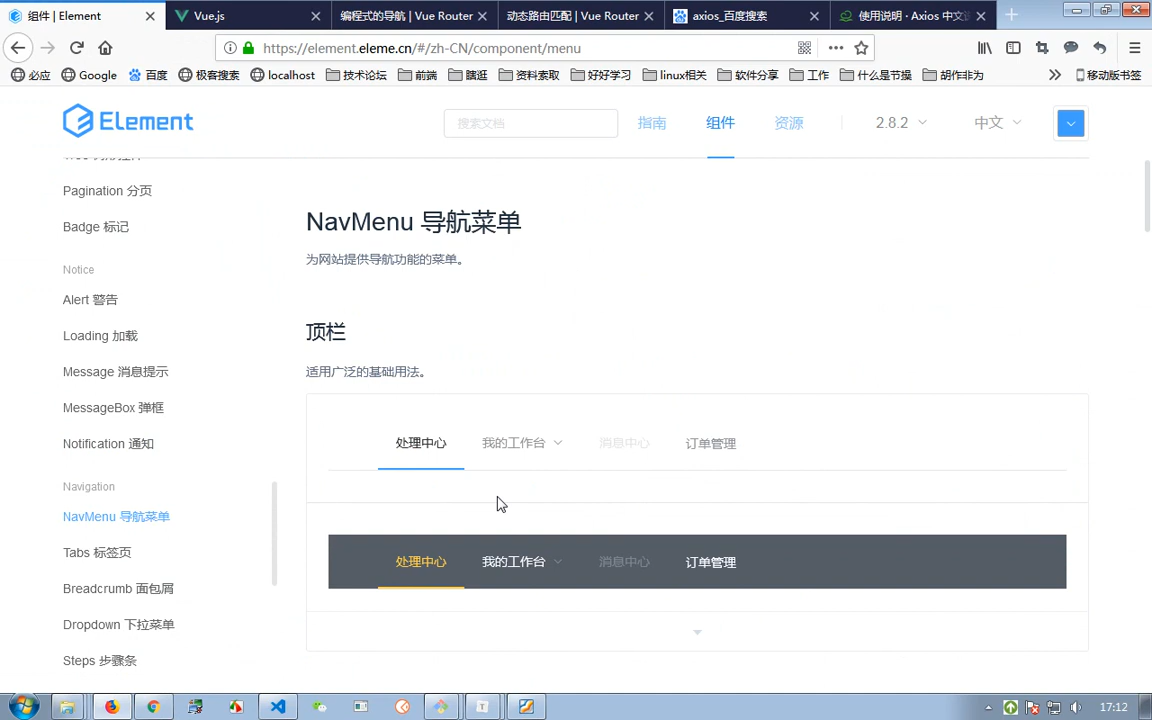 组件 | Element
Vue.js
编程式的导航 | Vue Router
动态路由匹配 | Vue Router
axios_百度搜索
使用说明 · Axios 中文
https://element.eleme.cn/#/zh-CN/component/menu
必应
Google
百度
极客搜索
localhost
技术论坛
前端
瞎逛
资料索取
好好学习
linux相关
软件分享
工作
什么是节操
胡作非为
移动版书签
Element
搜索文档
指南
组件
资源
2.8.2
中文
Pagination 分页
Badge 标记
Notice
Alert 警告
Loading 加载
Message 消息提示
MessageBox 弹框
Notification 通知
Navigation
NavMenu 导航菜单
Tabs 标签页
Breadcrumb 面包屑
Dropdown 下拉菜单
Steps 步骤条
NavMenu 导航菜单
为网站提供导航功能的菜单。
顶栏
适用广泛的基础用法。
处理中心
我的工作台
消息中心
订单管理
处理中心
我的工作台
消息中心
订单管理
17:12